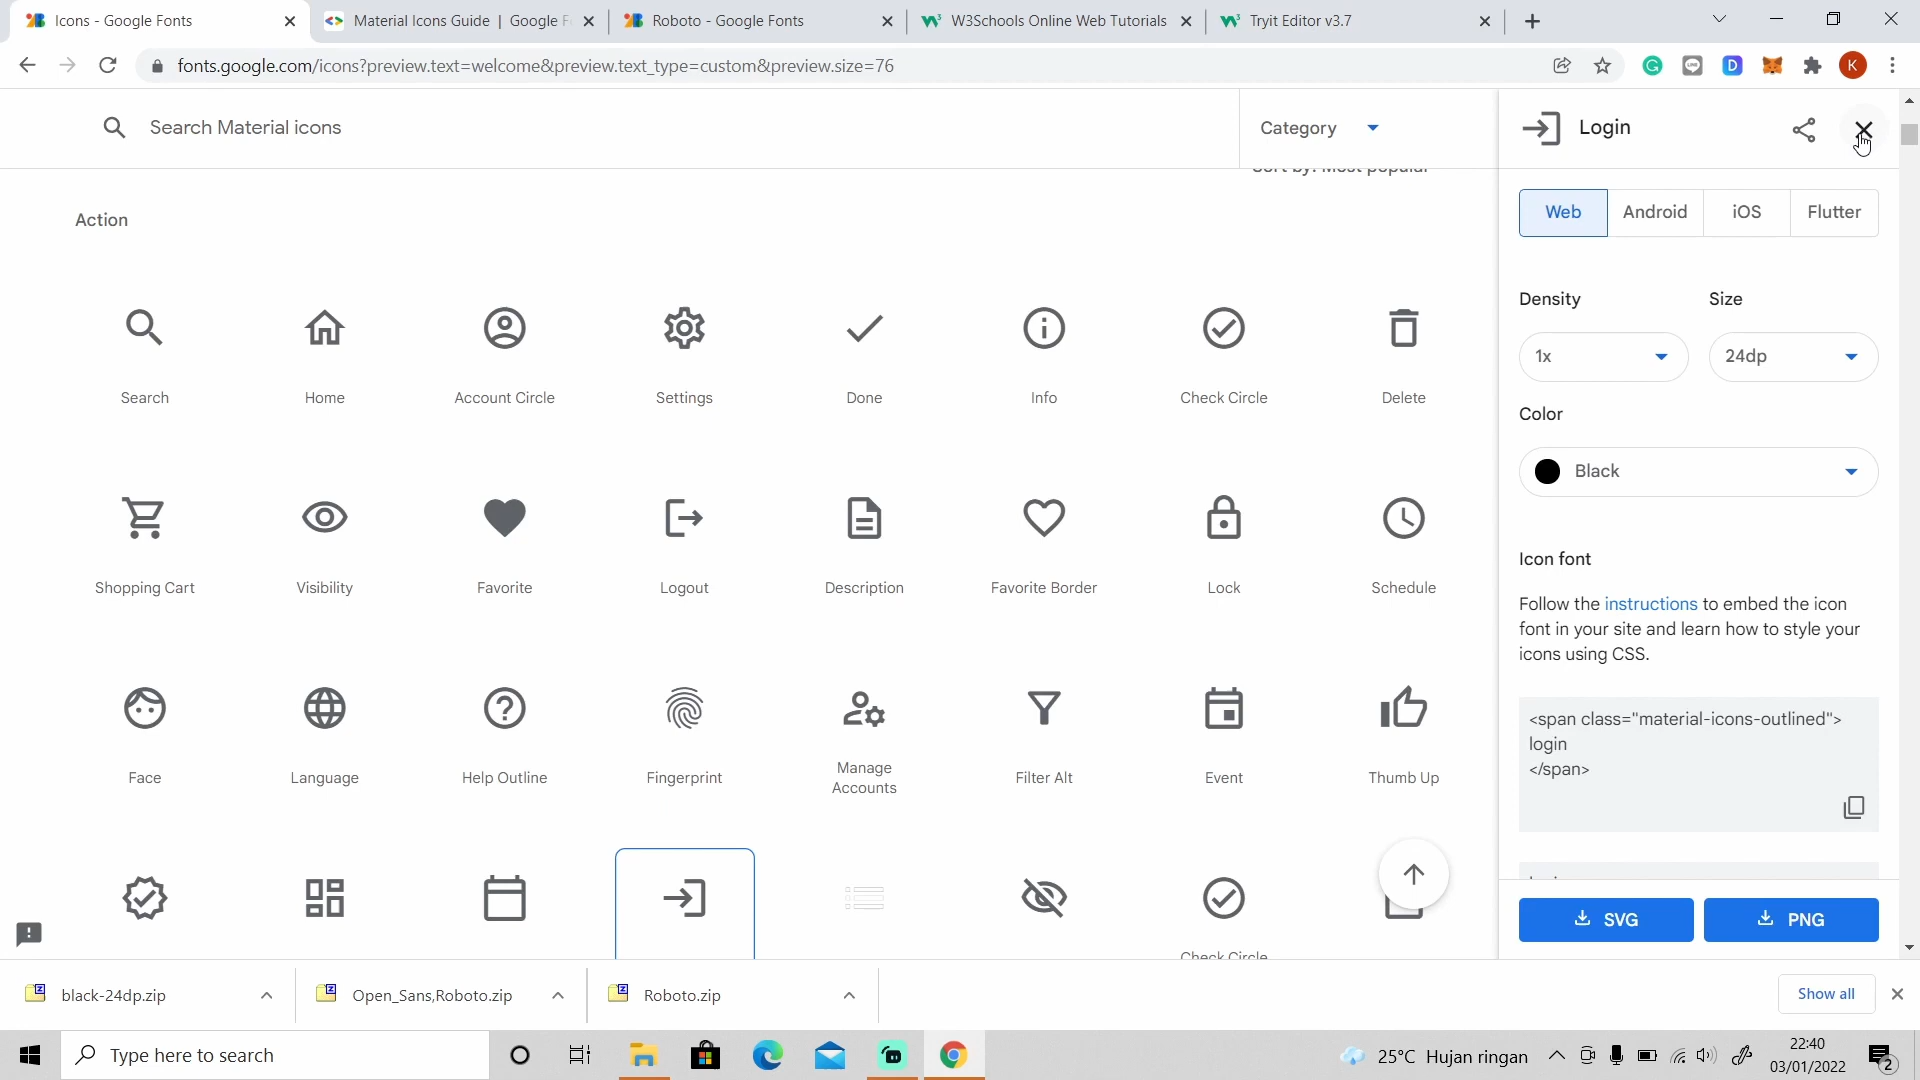 Icons - Google Fonts
Material Icons Guide | Google F
Roboto - Google Fonts
W3Schools Online Web Tutorials
Tryit Editor v3.7
fonts.google.com/icons?preview.text=welcome&preview.text_type=custom&preview.size=76
K
Search Material icons
Category
Login
Sort by: Most popular
Action
Web
Android
iOS
Flutter
Density
Size
1x
24dp
Search
Home
Account Circle
Settings
Done
Info
Check Circle
Delete
Color
Black
Shopping Cart
Visibility
Favorite
Logout
Description
Favorite Border
Lock
Schedule
Icon font
Follow the instructions to embed the icon
font in your site and learn how to style your
icons using CSS.
<span class="material-icons-outlined">
login
</span>
Face
Language
Help Outline
Fingerprint
Manage
Accounts
Filter Alt
Event
Thumb Up
Check Circle
SVG
PNG
black-24dp.zip
Open_Sans,Roboto.zip
Roboto.zip
Show all
Type here to search
25°C Hujan ringan
22:40
03/01/2022
2